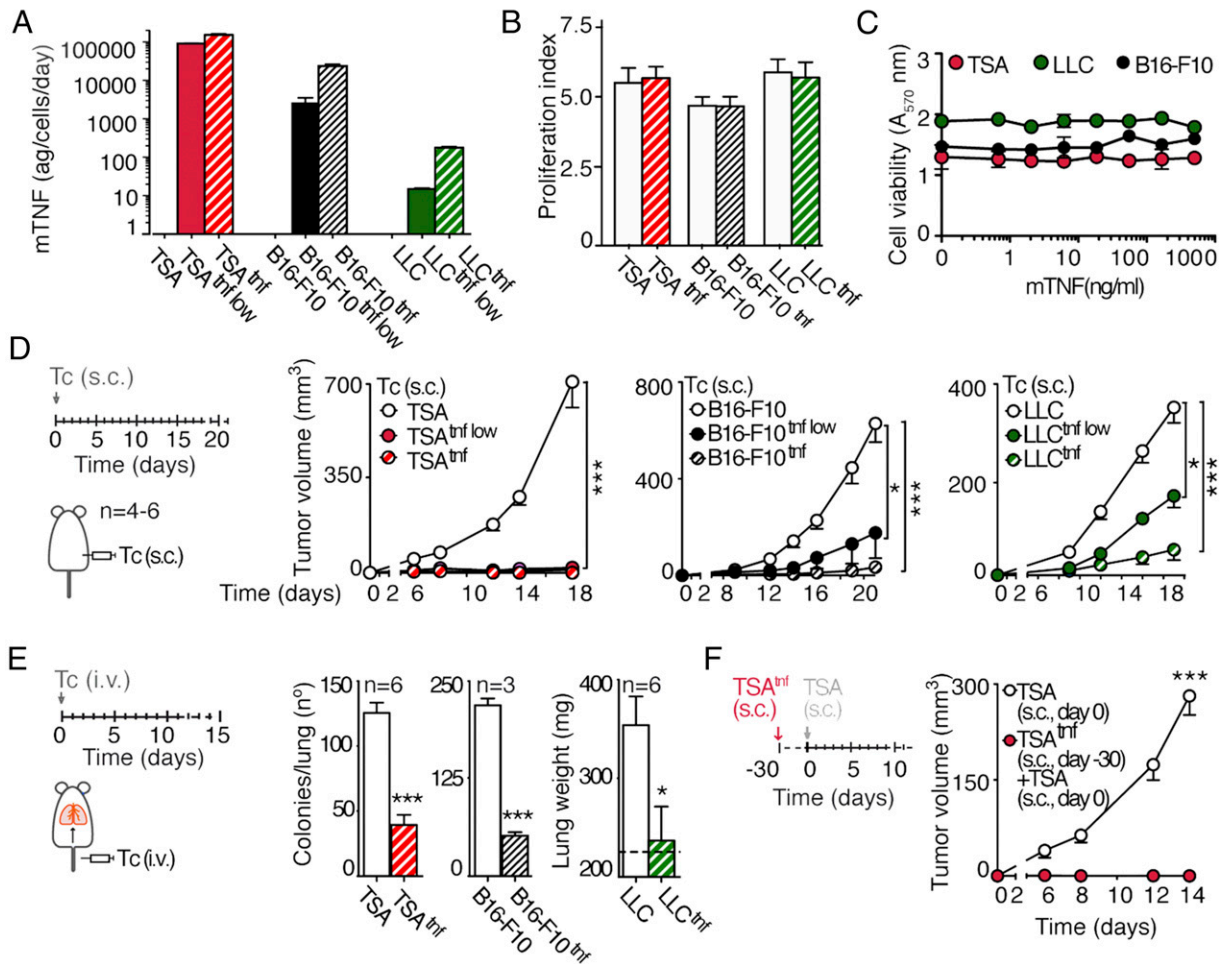 A
mTNF (ag/cells/day)
100000
10000
1000
100
10
1
TSA
TSA tnf low
TSA tnf
B16-F10
B16-F10 tnf low
B16-F10 tnf
LLC
LLC tnf low
LLC tnf
B
Proliferation index
7.5
5.0
2.5
0
TSA
TSA tnf
B16-F10
B16-F10 tnf
LLC
LLC tnf
C
Cell viability (A570 nm)
3
2
1
0
TSA LLC B16-F10
0 1 10 100 1000
mTNF(ng/ml)
D
Tc (s.c.)
0 5 10 15 20
Time (days)
n=4-6
Tc (s.c.)
Tumor volume (mm3)
700
350
0
Tc (s.c.)
TSA
TSA tnf low
TSA tnf
***
0 2 6 10 14 18
Time (days)
800
400
0
Tc (s.c.)
B16-F10
B16-F10 tnf low
B16-F10 tnf
*
***
0 2 8 12 16 20
Time (days)
400
200
0
Tc (s.c.)
LLC
LLC tnf low
LLC tnf
*
***
0 2 6 10 14 18
Time (days)
E
Tc (i.v.)
0 5 10 15
Time (days)
Tc (i.v.)
Colonies/lung (nº)
150
100
50
0
n=6
***
TSA
TSA tnf
250
125
0
n=3
***
B16-F10
B16-F10 tnf
Lung weight (mg)
400
300
200
n=6
*
LLC
LLC tnf
F
TSA tnf
(s.c.)
TSA
(s.c.)
-30 0 5 10
Time (days)
Tumor volume (mm3)
300
150
0
TSA
(s.c., day 0)
TSA tnf
(s.c., day -30)
+TSA
(s.c., day 0)
***
0 2 6 8 10 12 14
Time (days)